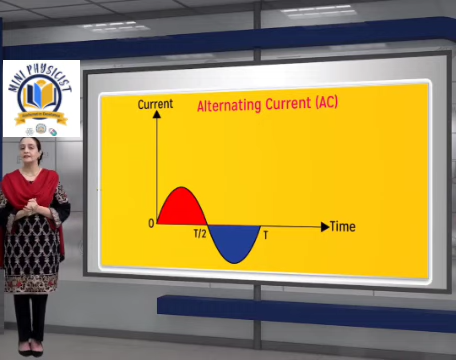 MINI PHYSICIST
Current
Alternating Current (AC)
0
T/2
T
Time